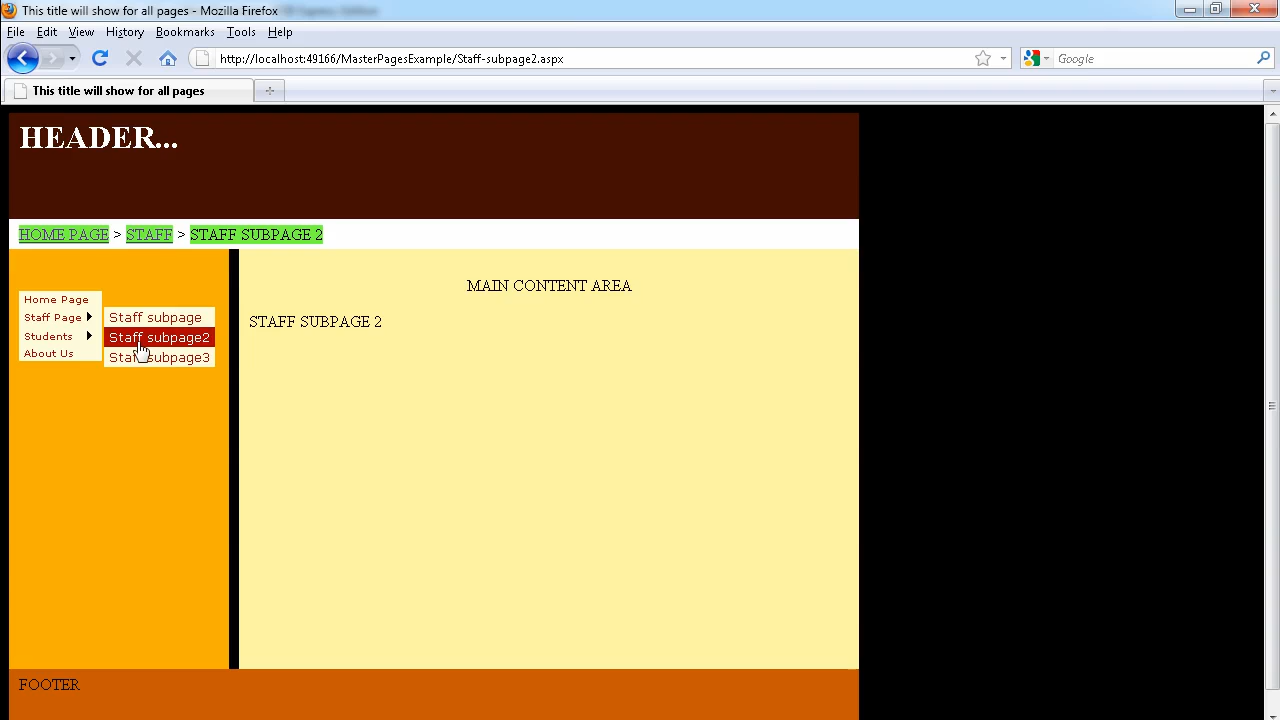 This title will show for all pages - Mozilla Firefox
File Edit View History Bookmarks Tools Help
http://localhost:49166/MasterPagesExample/Staff-subpage2.aspx
Google
This title will show for all pages
HEADER...
HOME PAGE > STAFF > STAFF SUBPAGE 2
Home Page
Staff Page
Students
About Us
Staff subpage
Staff subpage2
Staff subpage3
MAIN CONTENT AREA
STAFF SUBPAGE 2
FOOTER